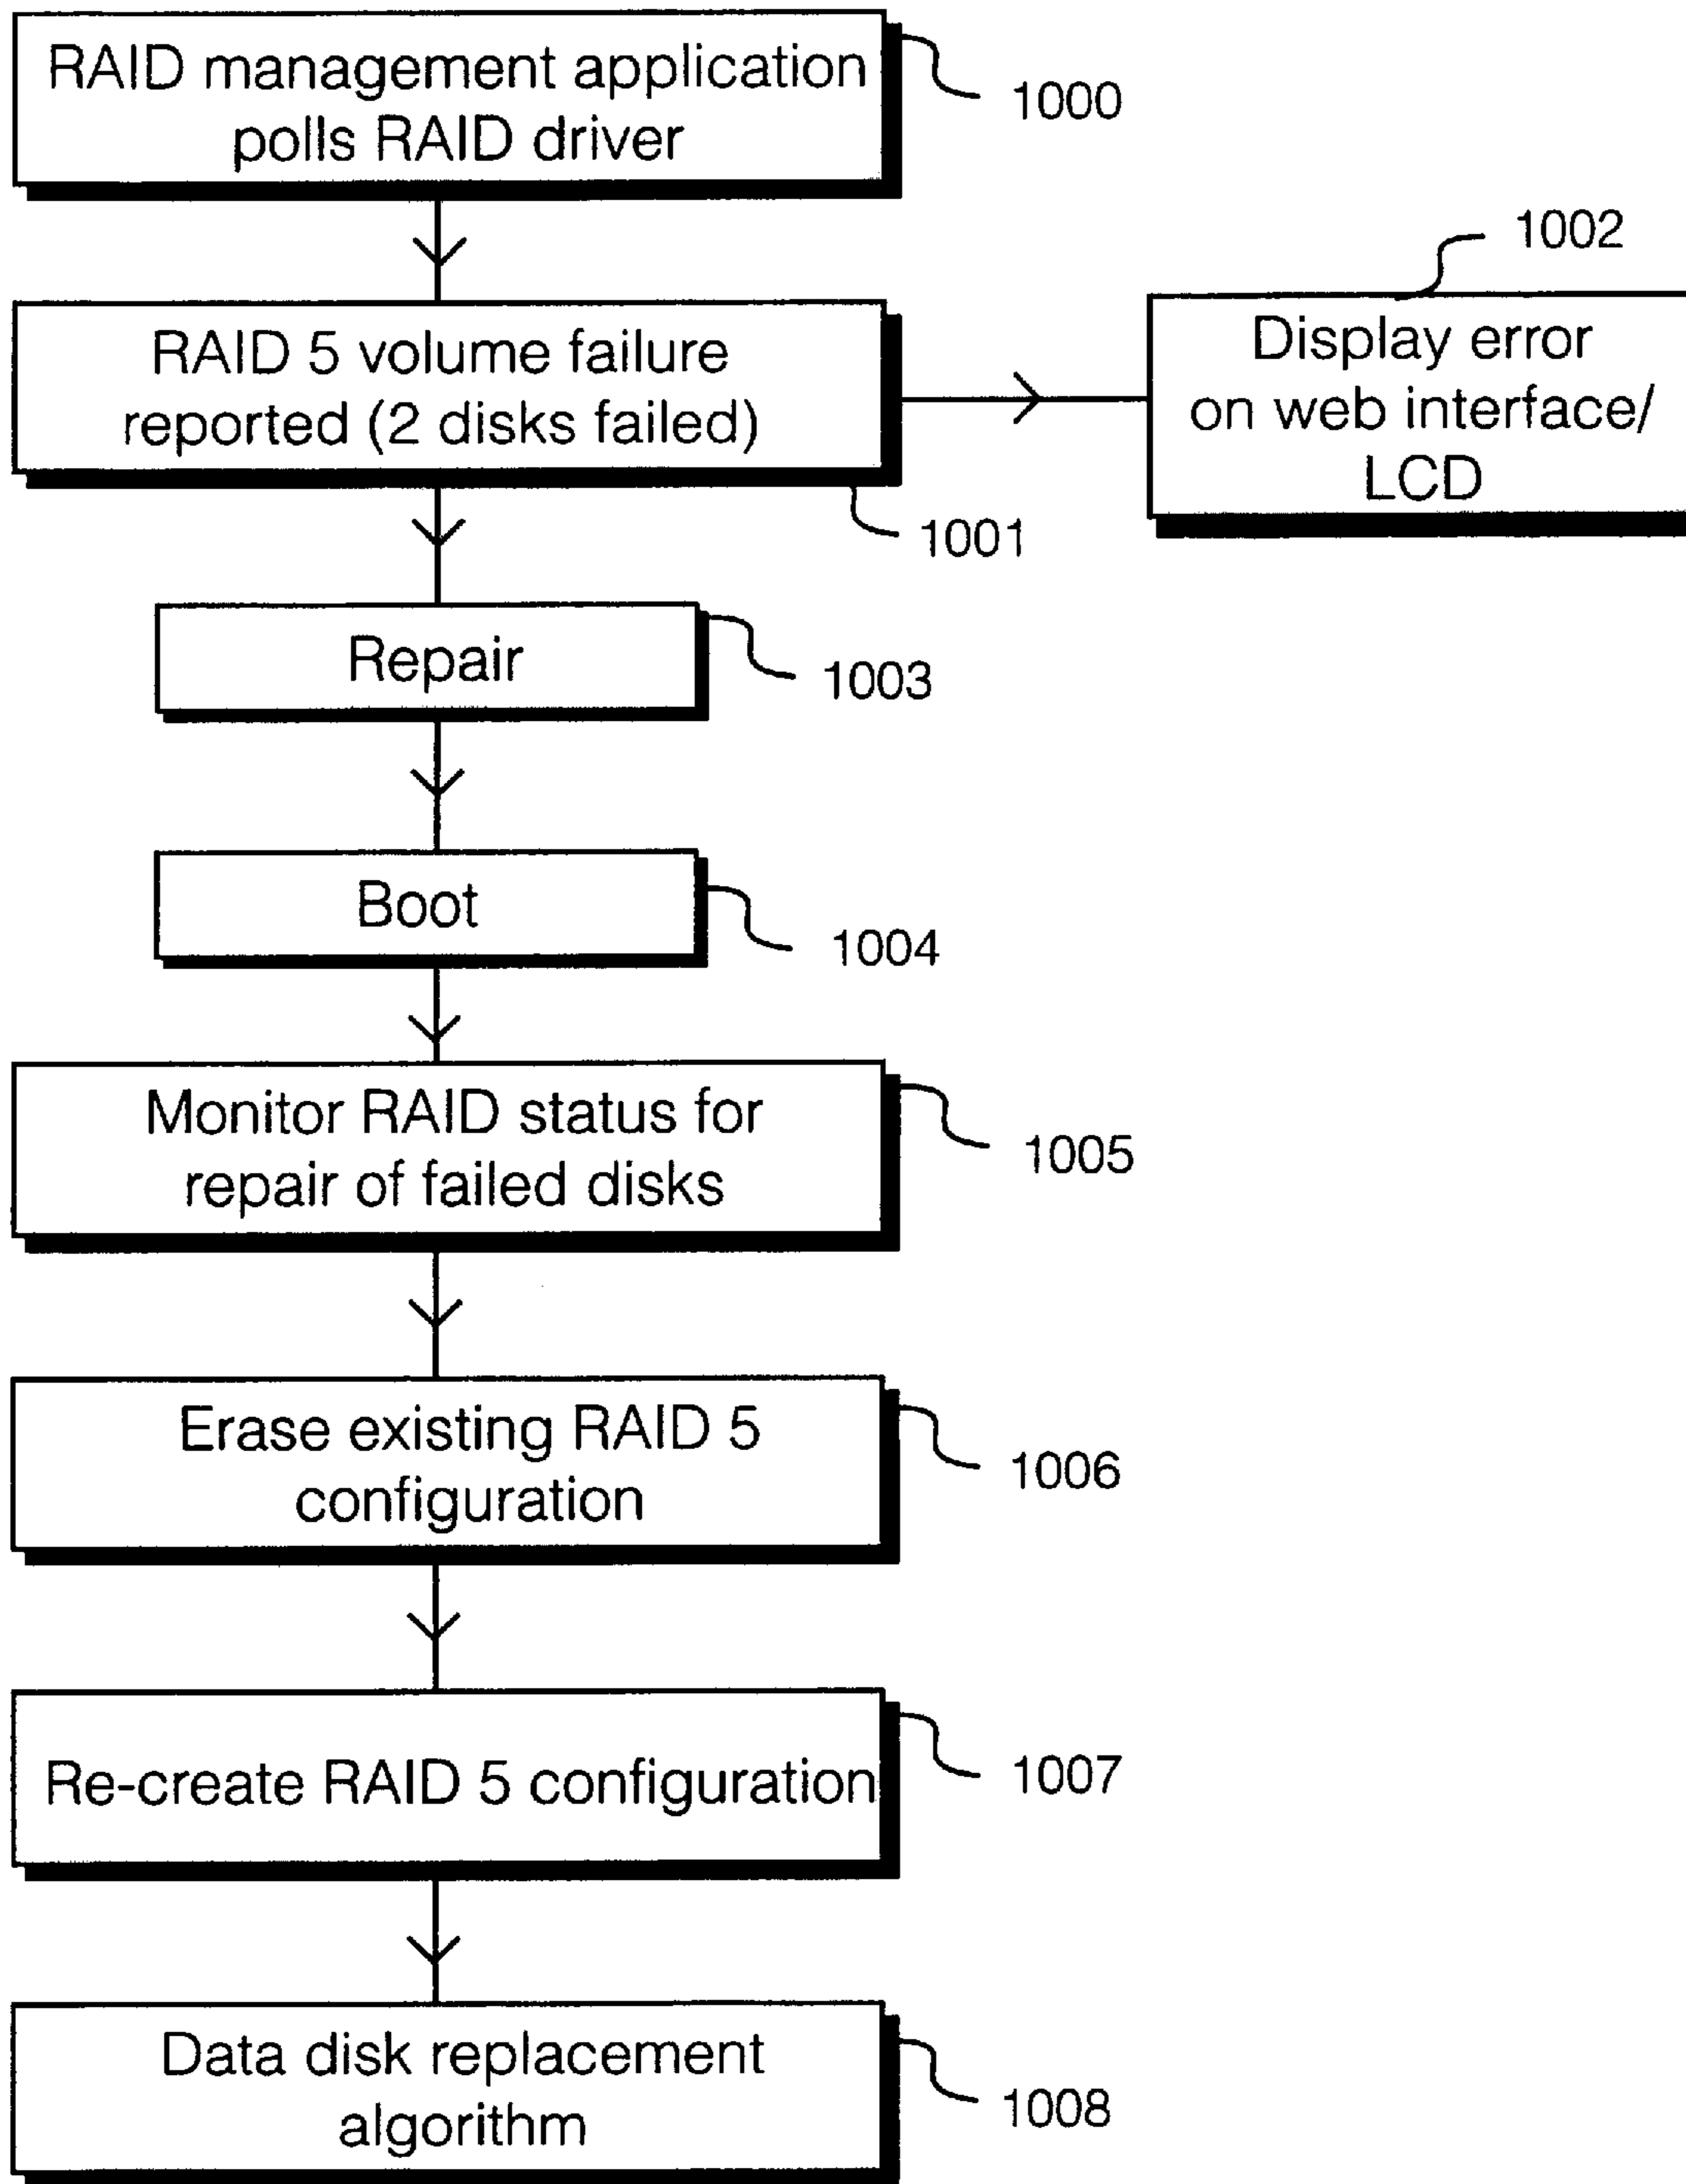 RAID management application
polls RAID driver
1000
1002
RAID 5 volume failure
reported (2 disks failed)
Display error
on web interface/
LCD
1001
Repair
1003
Boot
1004
Monitor RAID status for
repair of failed disks
1005
Erase existing RAID 5
configuration
1006
Re-create RAID 5 configuration
1007
Data disk replacement
algorithm
1008